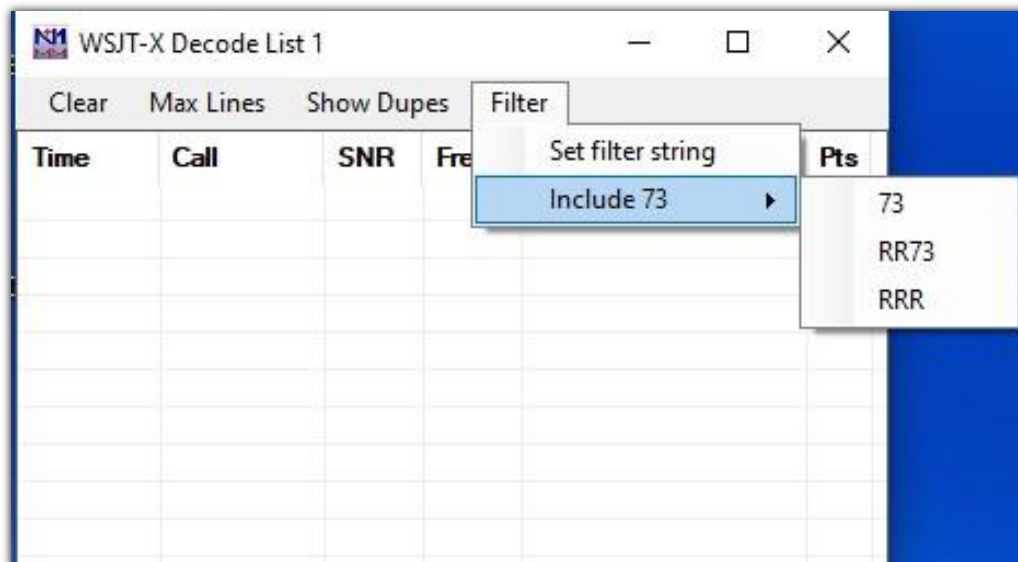 WSJT-X Decode List 1
Clear Max Lines Show Dupes Filter
Time Call SNR Fre Pts
Set filter string
Include 73
73
RR73
RRR